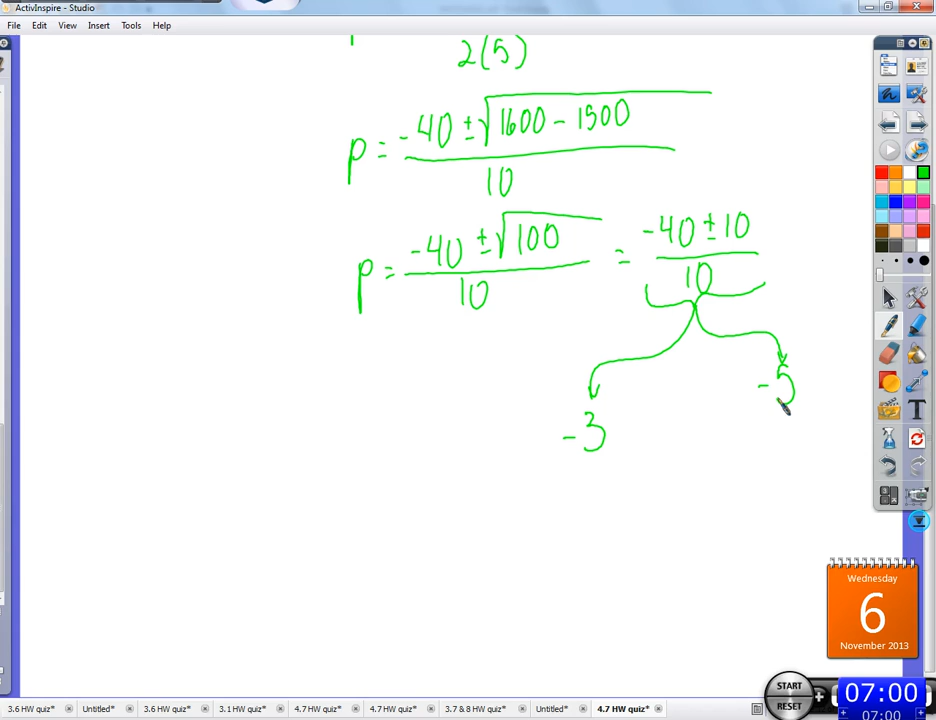 ActivInspire - Studio
File Edit View Insert Tools Help
2(5)
p = -40 ± √1600 - 1500
10
p = -40 ± √100 = -40 ± 10
10 10
-5
-3
Wednesday
6
November 2013
START
RESET
07:00
07:00
3.6 HW quiz* Untitled* 3.6 HW quiz* 3.1 HW quiz* 4.7 HW quiz* 4.7 HW quiz* 3.7 & 8 HW quiz* Untitled* 4.7 HW quiz*